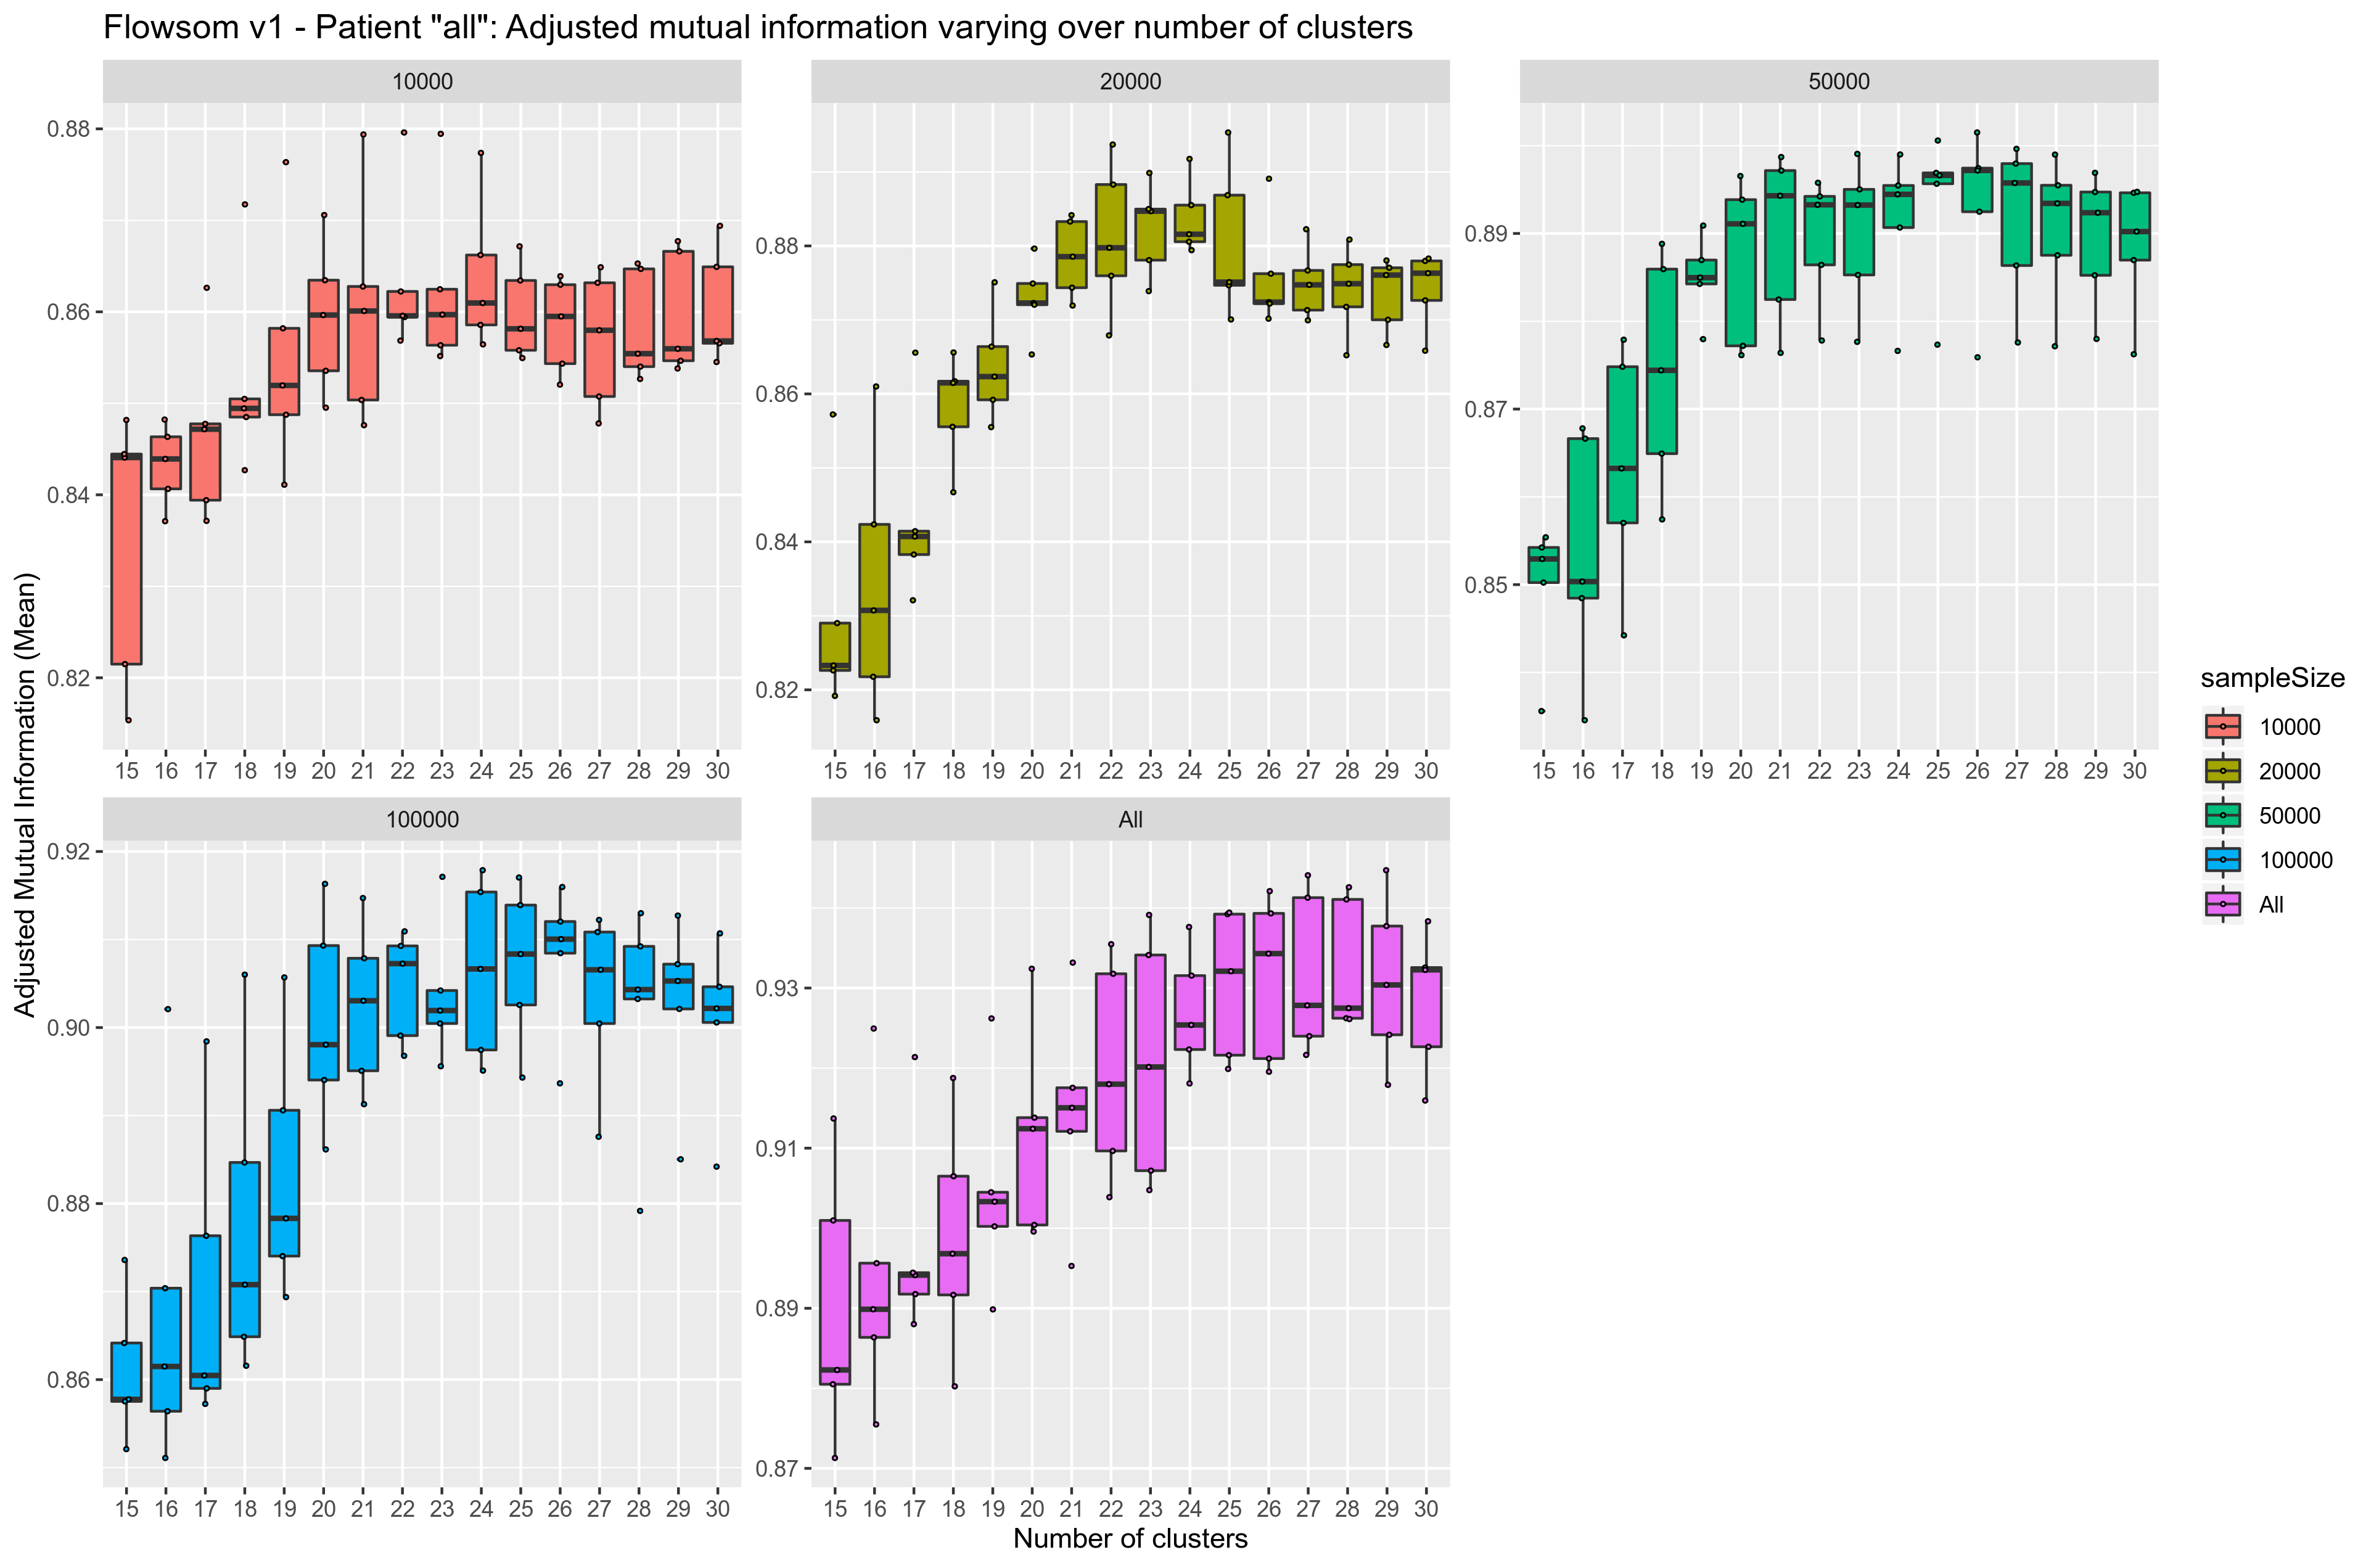 Flowsom v1 - Patient "all": Adjusted mutual information varying over number of clusters
10000
20000
50000
0.88
0.86
0.84
0.82
0.88
0.86
0.84
0.82
0.89
0.87
0.85
15 16 17 18 19 20 21 22 23 24 25 26 27 28 29 30
15 16 17 18 19 20 21 22 23 24 25 26 27 28 29 30
15 16 17 18 19 20 21 22 23 24 25 26 27 28 29 30
Adjusted Mutual Information (Mean)
100000
All
0.92
0.90
0.88
0.86
0.93
0.91
0.89
0.87
15 16 17 18 19 20 21 22 23 24 25 26 27 28 29 30
15 16 17 18 19 20 21 22 23 24 25 26 27 28 29 30
Number of clusters
sampleSize
10000
20000
50000
100000
All